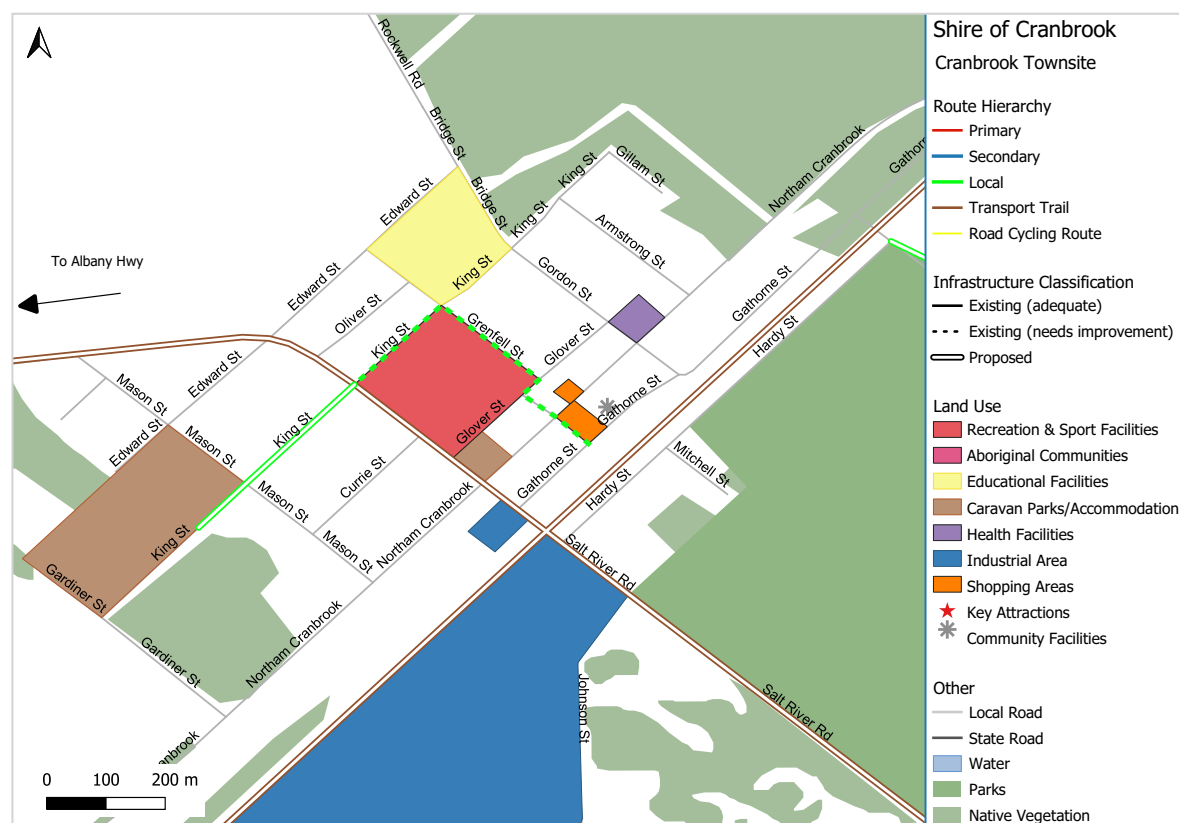 Shire of Cranbrook
Cranbrook Townsite
Route Hierarchy
Primary
Secondary
Local
Transport Trail
Road Cycling Route
Infrastructure Classification
Existing (adequate)
Existing (needs improvement)
Proposed
Land Use
Recreation & Sport Facilities
Aboriginal Communities
Educational Facilities
Caravan Parks/Accommodation
Health Facilities
Industrial Area
Shopping Areas
Key Attractions
Community Facilities
Other
Local Road
State Road
Water
Parks
Native Vegetation
Rockwell Rd
Bridge St
Bridge St
King St
Gillam St
Northam Cranbrook
Gathorn
Edward St
King St
Armstrong St
To Albany Hwy
Edward St
King St
Gordon St
Gathorne St
Oliver St
Hardy St
King St
Grenfell St
Glover St
Edward St
Mason St
Gathorne St
Glover St
King St
Edward St
Mason St
Currie St
Gathorne St
Mitchell St
Hardy St
Mason St
Northam Cranbrook
King St
Mason St
Salt River Rd
Gardiner St
Northam Cranbrook
Gardiner St
Johnson St
Salt River Rd
anbrook
0 100 200 m